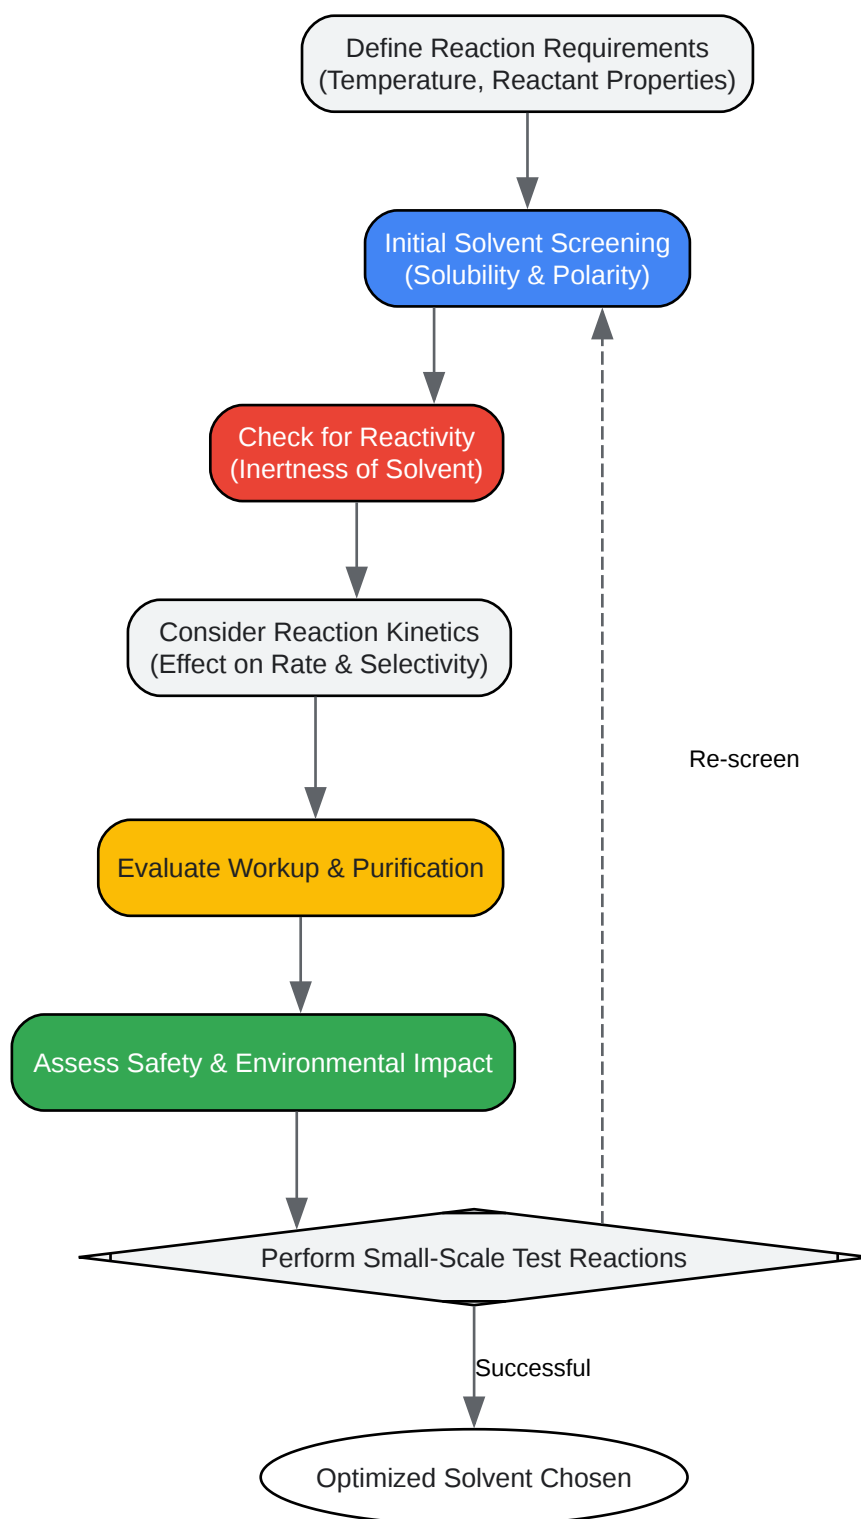 Define Reaction Requirements
(Temperature, Reactant Properties)
Initial Solvent Screening
(Solubility & Polarity)
Check for Reactivity
(Inertness of Solvent)
Consider Reaction Kinetics
(Effect on Rate & Selectivity)
Re-screen
Evaluate Workup & Purification
Assess Safety & Environmental Impact
Perform Small-Scale Test Reactions
Successful
Optimized Solvent Chosen